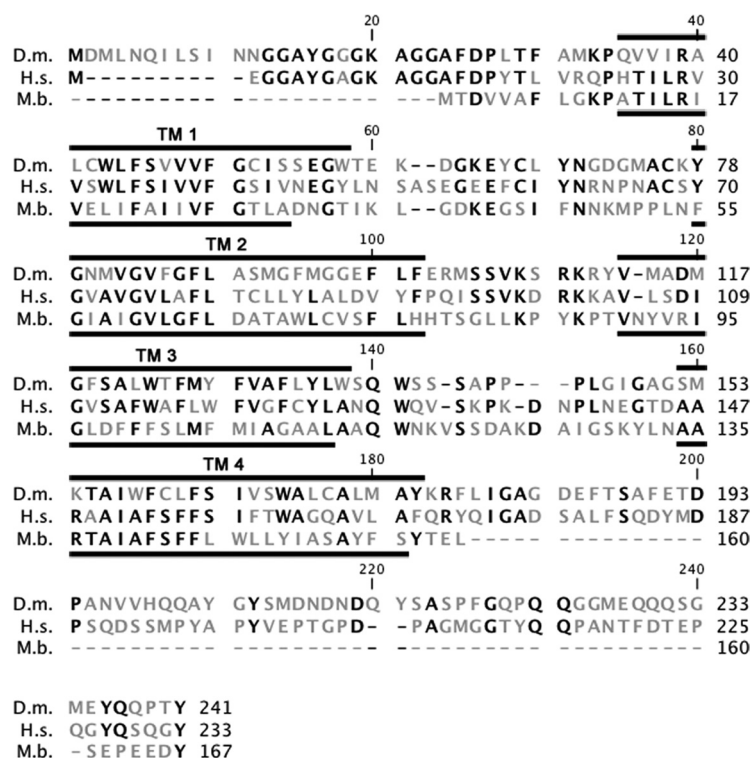 20 40
D.m. MDMLNQILSI NNGGAYGGGK AGGAFDPLTF AMKPQVVIRA 40
H.s. M--------- -EGGAYGAGK AGGAFDPYTL VRQPHTILRV 30
M.b. ---------- ---------- ---MTDVVAF LGKPATILRI 17
TM 1 60 80
D.m. LCWLFSVVVF GCISSEGWTE K--DGKEYCL YNGDGMACKY 78
H.s. VSWLFSIVVF GSIVNEGYLN SASEGEEFCI YNRNPNACSY 70
M.b. VELIFAIIVF GTLADNGTIK L--GDKEGSI FNNKMPPLNF 55
TM 2 100 120
D.m. GNMVGVFGFL ASMGFMGGEF LFERMSSVKS RKRYV-MADM 117
H.s. GVAVGVLAFL TCLLYLALDV YFPQISSVKD RKKAV-LSDI 109
M.b. GIAIGVLGFL DATAWLCVSF LHHTSGLLKP YKPTVNYVRI 95
TM 3 140 160
D.m. GFSALWTFMY FVAFLYLWSQ WSS-SAPP-- -PLGIGAGSM 153
H.s. GVSAFWAFLW FVGFCYLANQ WQV-SKPK-D NPLNEGTDAA 147
M.b. GLDFFFSLMF MIAGAALAAQ WNKVSSDAKD AIGSKYLNAA 135
TM 4 180 200
D.m. KTAIWFCLFS IVSWALCALM AYKRFLIGAG DEFTSAFETD 193
H.s. RAAIAFSFFS IFTWAGQAVL AFQRYQIGAD SALFSQDYMD 187
M.b. RTAIAFSFFL WLLYIASAYF SYTEL----- ---------- 160
220 240
D.m. PANVVHQQAY GYSMDNDNDQ YSASPFGQPQ QGGMEQQQSG 233
H.s. PSQDSSMPYA PYVEPTGPD- -PAGMGGTYQ QPANTFDTEP 225
M.b. ---------- ---------- ---------- ---------- 160
D.m. MEYQQPTY 241
H.s. QGYQSQGY 233
M.b. -SEPEEDY 167